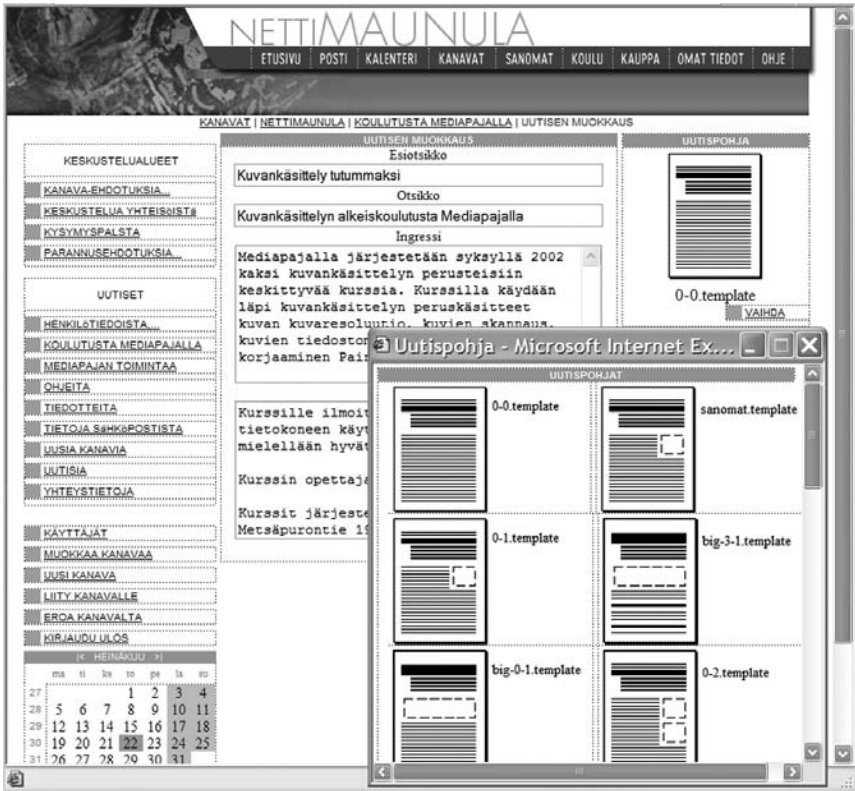 NETTIMAUNULA
ETUSIVU POSTI KALENTERI KANAVAT SANOMAT KOULU KAUPPA OMAT TIEDOT OHJE
KANAVAT | NETTIMAUNULA | KOULUTUSTA MEDIAPAJALLA | UUTISEN MUOKKAUS
KESKUSTELUALUEET
KANAVA-EHDOTUKSIA...
KESKUSTELUA YHTEISöISTä
KYSYMYSPALSTA
PARANNUSEHDOTUKSIA...
UUTISET
HENKILöTIEDOISTA....
KOULUTUSTA MEDIAPAJALLA
MEDIAPAJAN TOIMINTAA
OHJEITA
TIEDOTTEITA
TIETOJA SäHKöPOSTISTA
UUSIA KANAVIA
UUTISIA
YHTEYSTIETOJA
KÄYTTÄJÄT
MUOKKAA KANAVAA
UUSI KANAVA
LIITY KANAVALLE
EROA KANAVALTA
KIRJAUDU ULOS
|< HEINÄKUU >|
ma ti ke to pe la su
27 1 2 3 4
28 5 6 7 8 9 10 11
29 12 13 14 15 16 17 18
30 19 20 21 22 23 24 25
31 26 27 28 29 30 31
UUTISEN MUOKKAUS
Esiotsikko
Kuvankäsittely tutummaksi
Otsikko
Kuvankäsittelyn alkeiskoulutusta Mediapajalla
Ingressi
Mediapajalla järjestetään syksyllä 2002
kaksi kuvankäsittelyn perusteisiin
keskittyvää kurssia. Kurssilla käydään
läpi kuvankäsittelyn peruskäsitteet
kuvan kuvaresoluutio, kuvien skannaus,
kuvien tiedoston
korjaaminen Pain
Kurssille ilmoit
tietokoneen käyt
mielellään hyvät
Kurssin opettaja
Kurssit järjeste
Metsäpurontie 19
UUTISPOHJA
0-0.template
VAIHDA
Uutispohja - Microsoft Internet Ex...
UUTISPOHJAT
0-0.template
sanomat.template
0-1.template
big-3-1.template
big-0-1.template
0-2.template